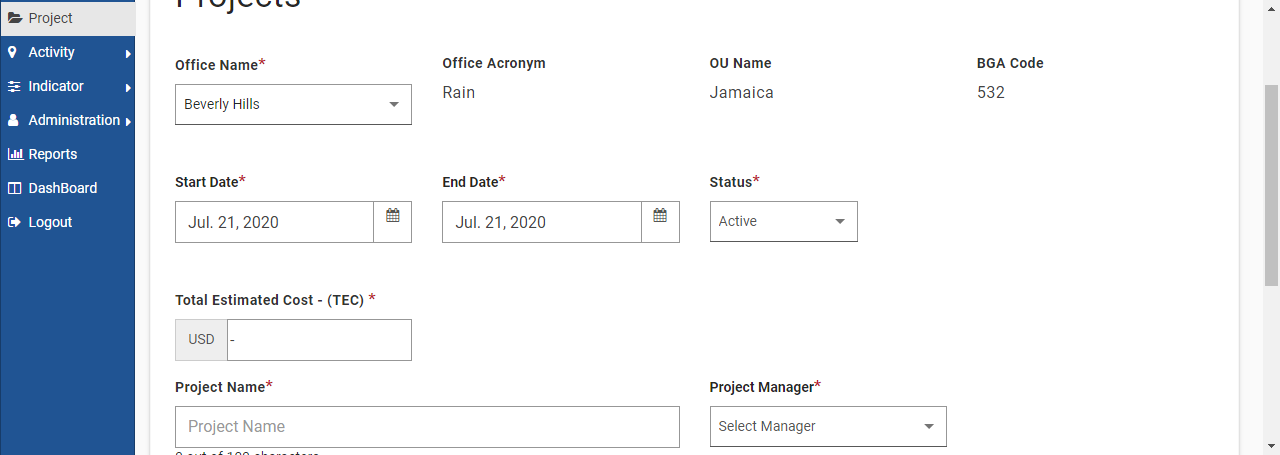 Projects
Project
Activity
Indicator
Administration
Reports
DashBoard
Logout
Office Name*
Office Acronym
OU Name
BGA Code
Beverly Hills
Rain
Jamaica
532
Start Date*
End Date*
Status*
Jul. 21, 2020
Jul. 21, 2020
Active
Total Estimated Cost - (TEC) *
USD
-
Project Name*
Project Manager*
Project Name
Select Manager